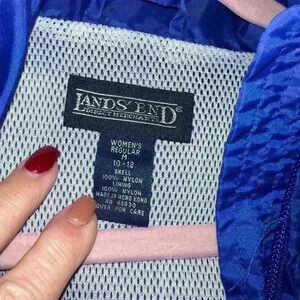 LANDS' END
DIRECT MERCHANTS
WOMEN'S
REGULAR
M
10-12
SHELL
100% NYLON
LINING
100% NYLON
MADE IN HONG KONG
RN
OVER FOR CARE